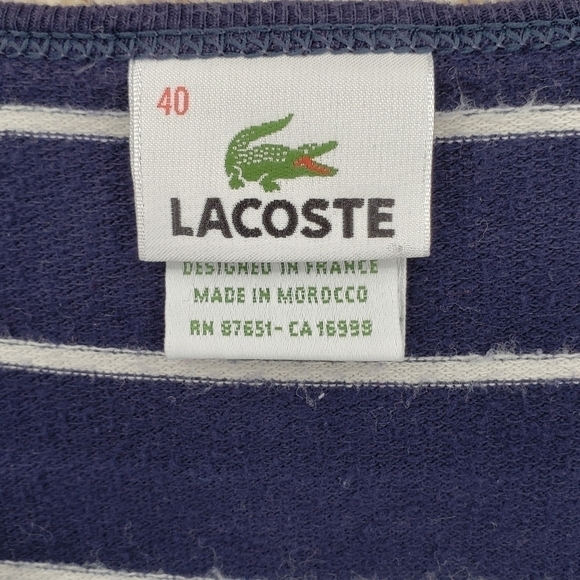 40
LACOSTE
DESIGNED IN FRANCE
MADE IN MOROCCO
RN 87651 - CA 16999